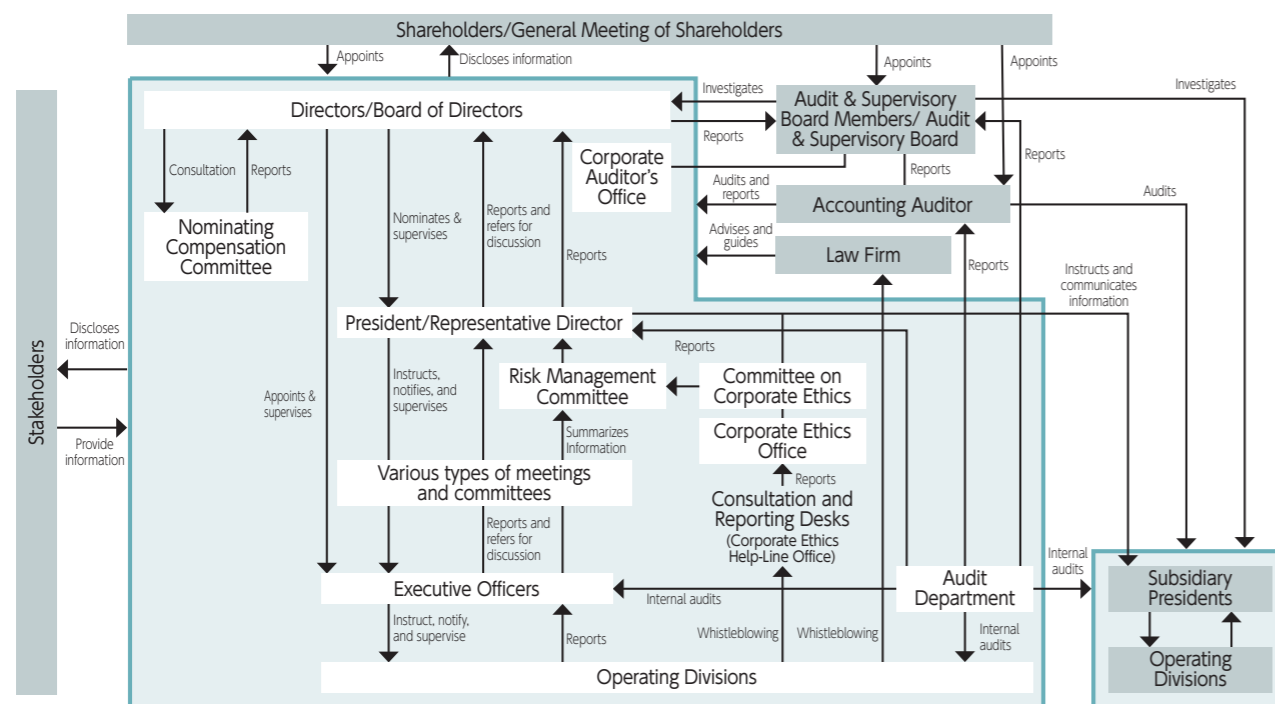 Shareholders/General Meeting of Shareholders
Appoints
Discloses information
Appoints
Appoints
Investigates
Directors/Board of Directors
Investigates
Reports
Audit & Supervisory
Board Members/ Audit
& Supervisory Board
Reports
Consultation
Reports
Corporate
Auditor's
Office
Reports
Audits and
reports
Accounting Auditor
Audits
Nominating
Compensation
Committee
Nominates &
supervises
Reports and
refers for
discussion
Reports
Advises and
guides
Law Firm
Reports
Instructs and
communicates
information
Stakeholders
Discloses
information
Provide
information
President/Representative Director
Reports
Appoints &
supervises
Instructs,
notifies, and
supervises
Risk Management
Committee
Committee on
Corporate Ethics
Summarizes
Information
Corporate Ethics
Office
Various types of meetings
and committees
Reports
Consultation and
Reporting Desks
(Corporate Ethics
Help-Line Office)
Reports and
refers for
discussion
Executive Officers
Internal audits
Audit
Department
Internal
audits
Subsidiary
Presidents
Instruct, notify,
and supervise
Reports
Whistleblowing
Whistleblowing
Internal
audits
Operating Divisions
Operating
Divisions